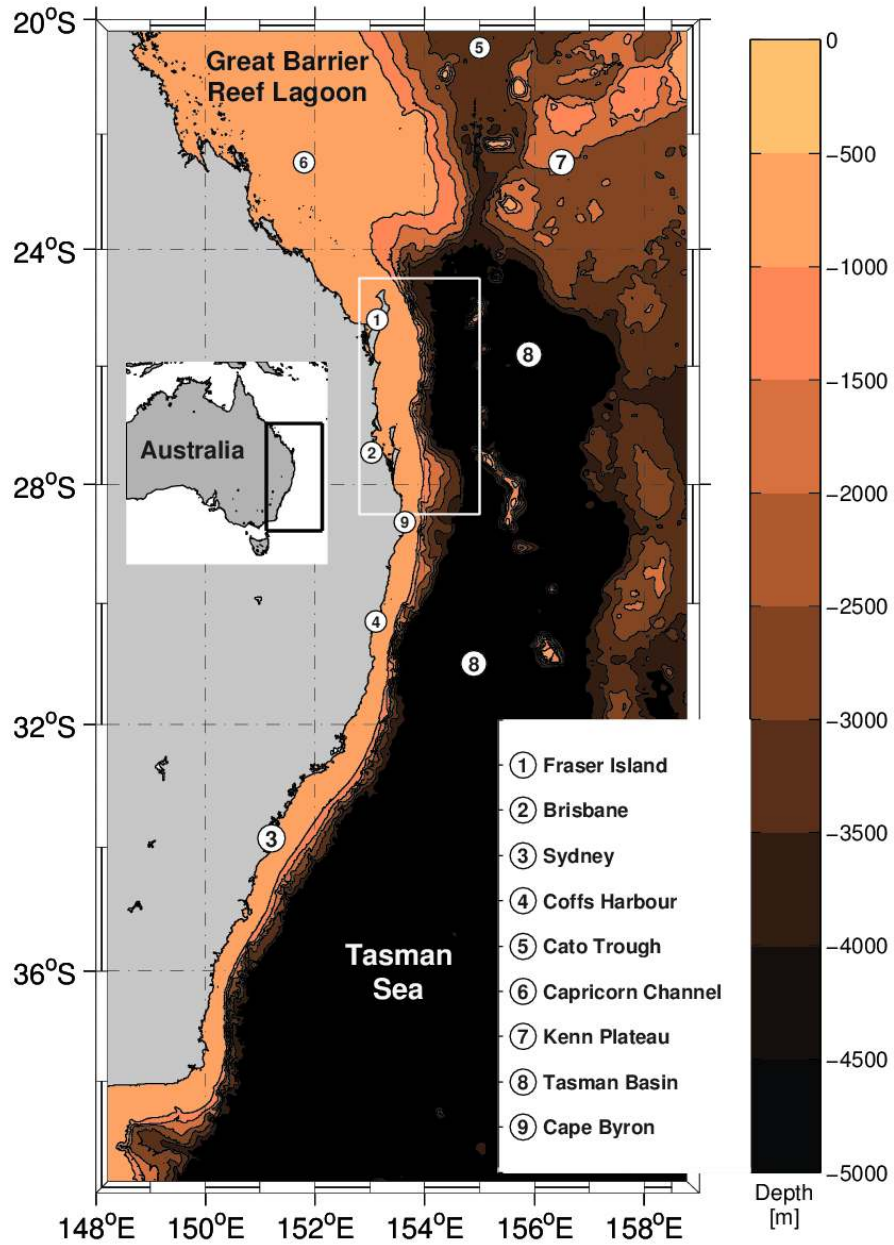 20°S
24°S
28°S
32°S
36°S
148°E 150°E 152°E 154°E 156°E 158°E
Great Barrier
Reef Lagoon
5
6
7
1
8
2
9
4
8
3
Australia
Tasman
Sea
1 Fraser Island
2 Brisbane
3 Sydney
4 Coffs Harbour
5 Cato Trough
6 Capricorn Channel
7 Kenn Plateau
8 Tasman Basin
9 Cape Byron
0
−500
−1000
−1500
−2000
−2500
−3000
−3500
−4000
−4500
−5000
Depth
[m]